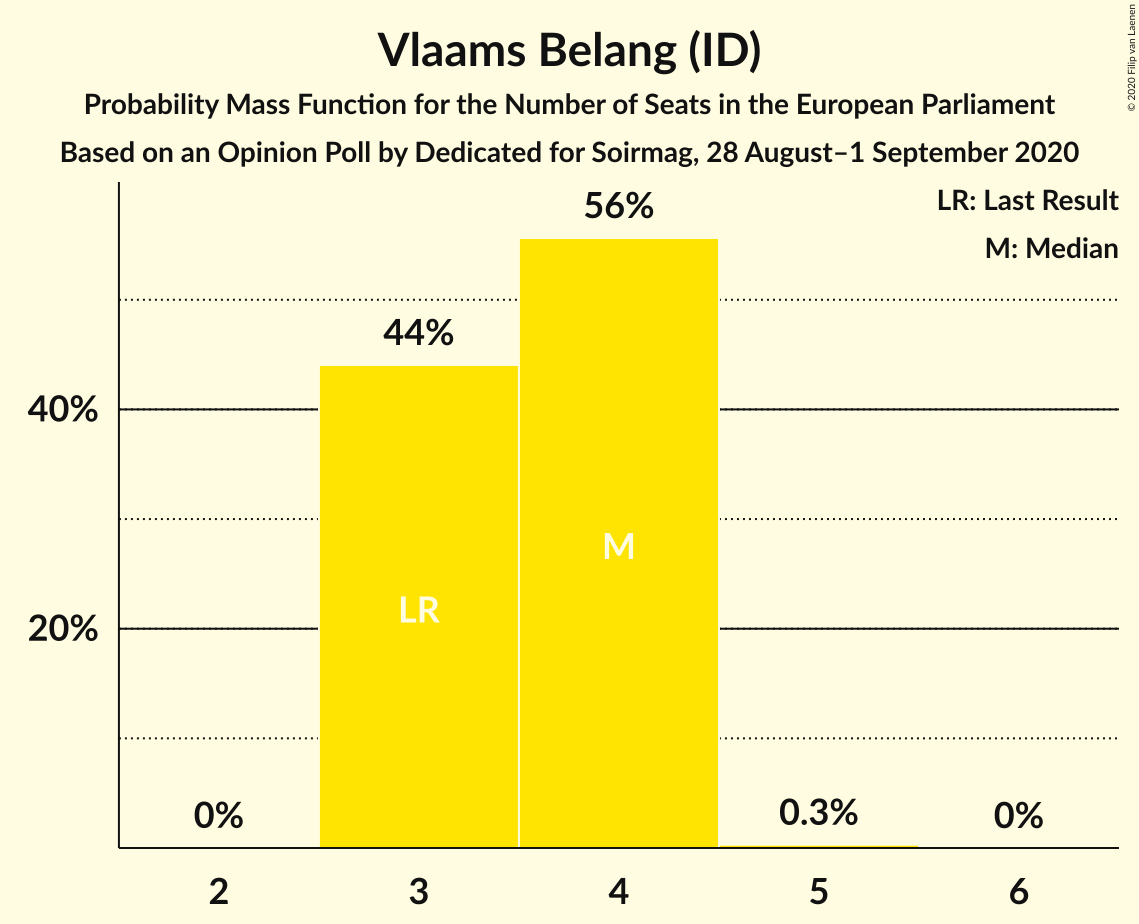 Vlaams Belang (ID)
Probability Mass Function for the Number of Seats in the European Parliament
Based on an Opinion Poll by Dedicated for Soirmag, 28 August–1 September 2020
© 2020 Filip van Laenen
LR: Last Result
M: Median
56%
44%
40%
M
LR
20%
0%
0.3%
0%
2
3
4
5
6